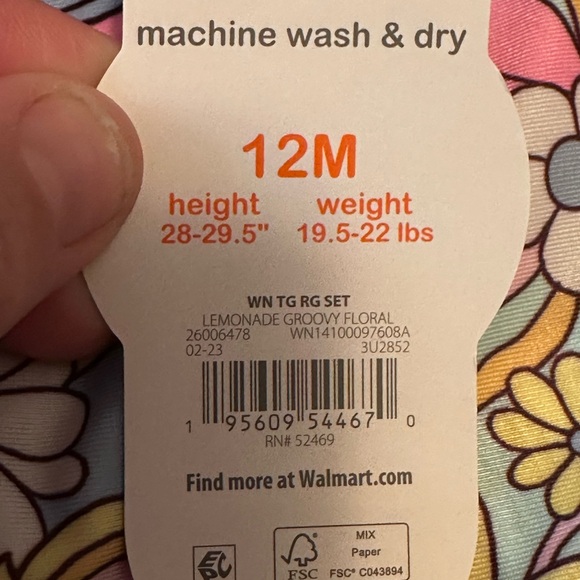 machine wash & dry
12M
height weight
28-29.5" 19.5-22 lbs
WN TG RG SET
LEMONADE GROOVY FLORAL
26006478 WN14100097608A
02-23 3U2852
1 95609 54467 0
RN# 52469
Find more at Walmart.com
MIX
Paper
FSC FSC® C043894